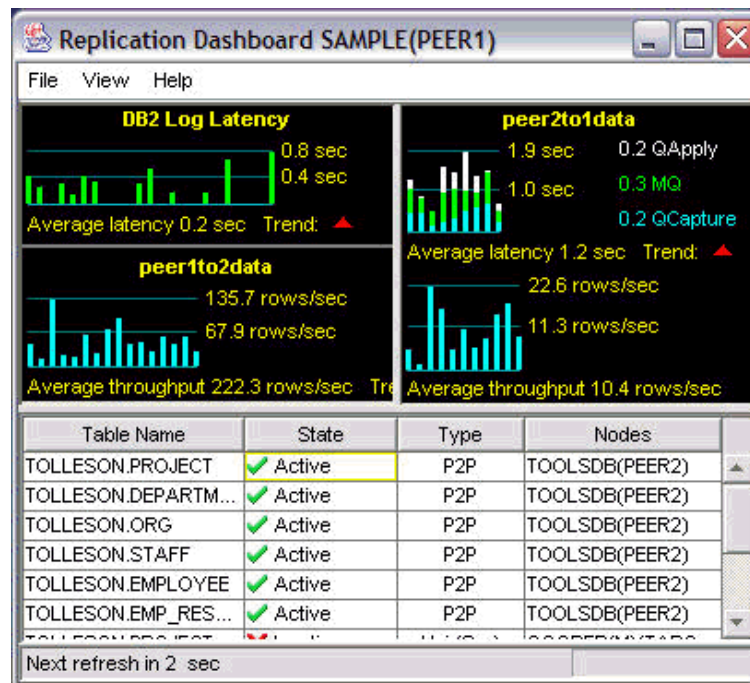 Replication Dashboard SAMPLE(PEER1)
File View Help
DB2 Log Latency
0.8 sec
0.4 sec
Average latency 0.2 sec Trend:
peer1to2data
135.7 rows/sec
67.9 rows/sec
Average throughput 222.3 rows/sec Tre
peer2to1data
1.9 sec 0.2 QApply
1.0 sec 0.3 MQ
0.2 QCapture
Average latency 1.2 sec Trend:
22.6 rows/sec
11.3 rows/sec
Average throughput 10.4 rows/sec
Table Name State Type Nodes
TOLLESON.PROJECT Active P2P TOOLSDB(PEER2)
TOLLESON.DEPARTM... Active P2P TOOLSDB(PEER2)
TOLLESON.ORG Active P2P TOOLSDB(PEER2)
TOLLESON.STAFF Active P2P TOOLSDB(PEER2)
TOLLESON.EMPLOYEE Active P2P TOOLSDB(PEER2)
TOLLESON.EMP_RES... Active P2P TOOLSDB(PEER2)
Next refresh in 2 sec